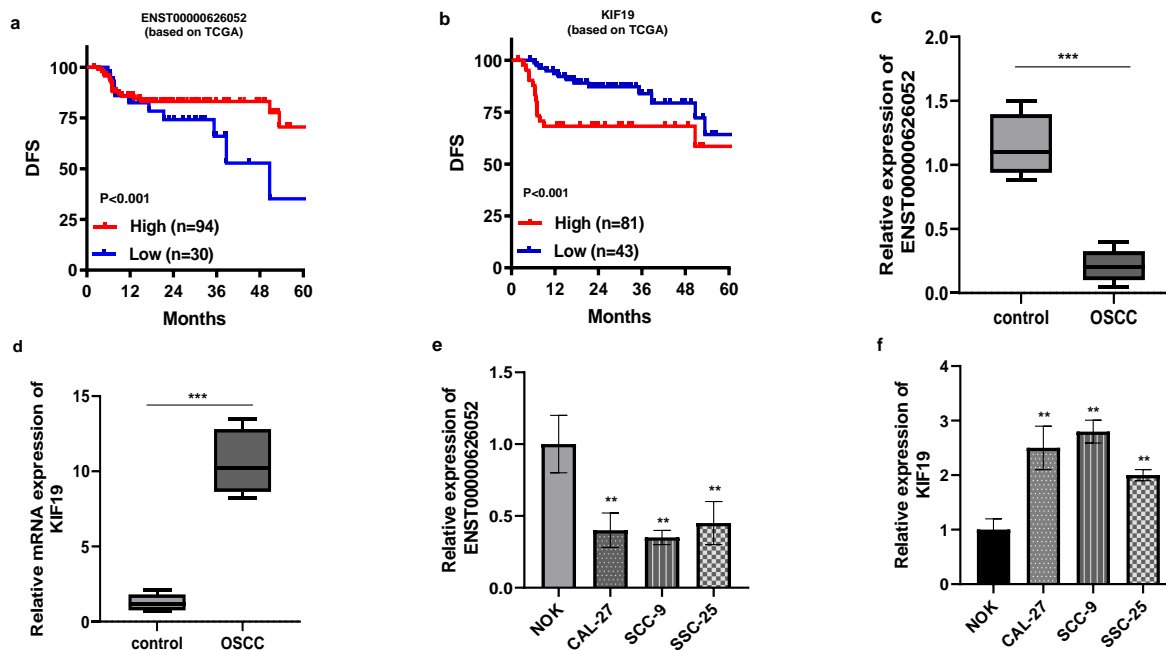 a
ENST00000626052
(based on TCGA)
DFS
100
75
50
25
0
P<0.001
High (n=94)
Low (n=30)
0 12 24 36 48 60
Months
b
KIF19
(based on TCGA)
DFS
100
75
50
25
0
P<0.001
High (n=81)
Low (n=43)
0 12 24 36 48 60
Months
c
Relative expression of
ENST00000626052
2.0
1.5
1.0
0.5
0.0
***
control OSCC
d
Relative mRNA expression of
KIF19
15
10
5
0
***
control OSCC
e
Relative expression of
ENST00000626052
1.5
1.0
0.5
0.0
** ** **
NOK CAL-27 SCC-9 SSC-25
f
Relative expression of
KIF19
4
3
2
1
0
** ** **
NOK CAL-27 SCC-9 SSC-25